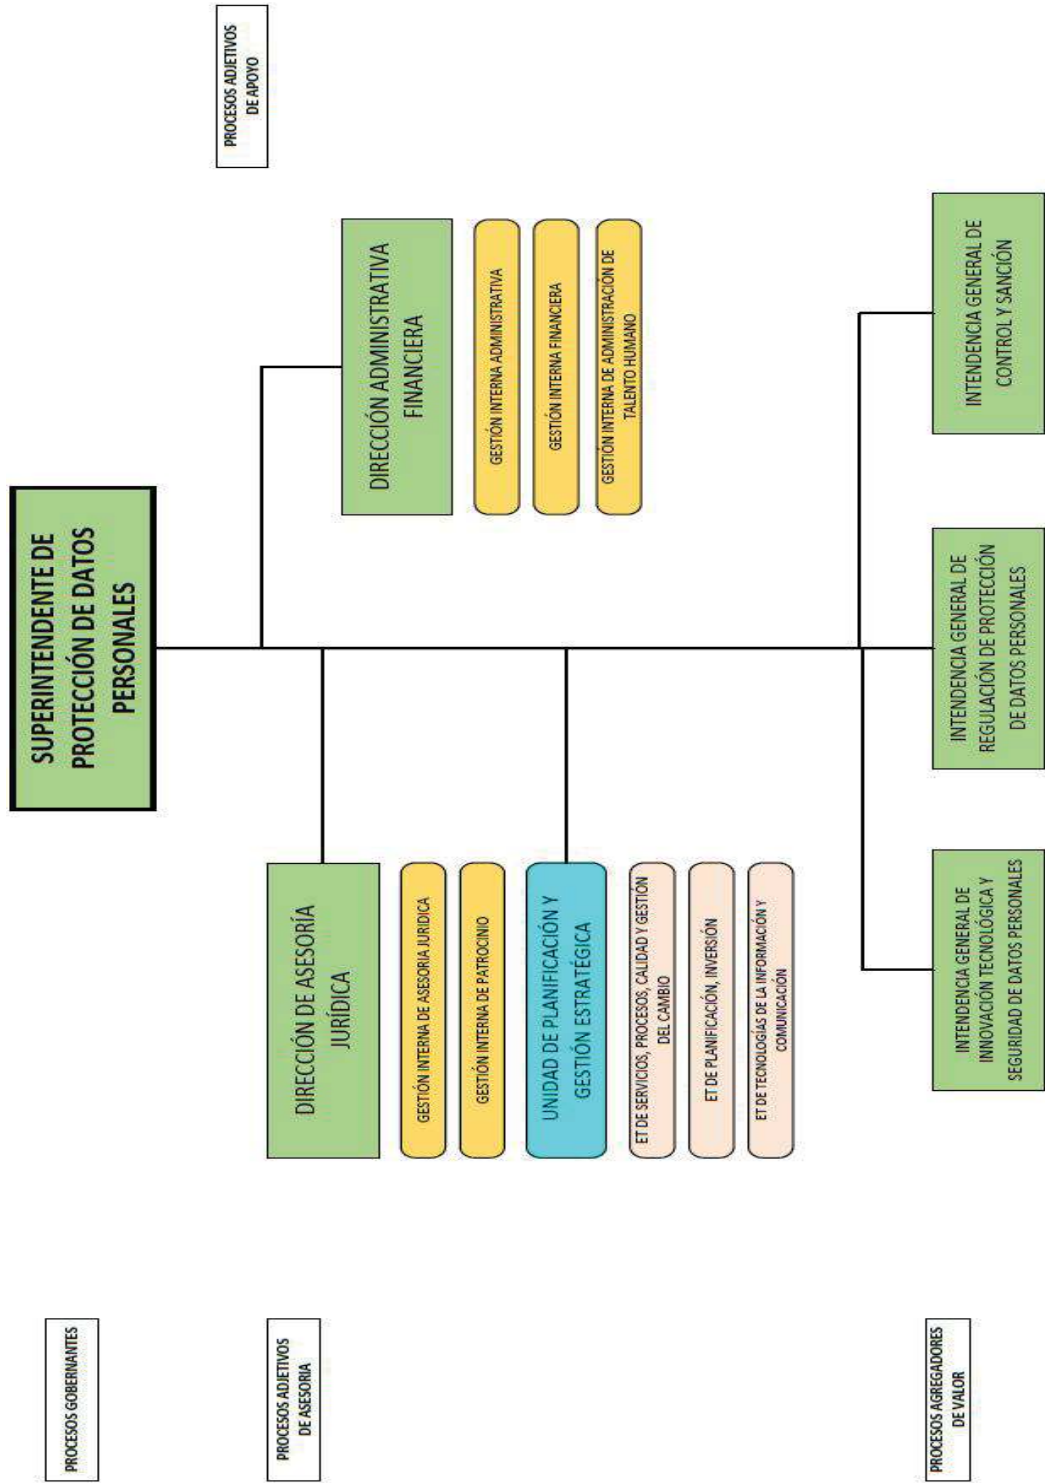 PROCESOS GOBERNANTES
SUPERINTENDENTE DE
PROTECCIÓN DE DATOS
PERSONALES
PROCESOS ADJETIVOS
DE APOYO
PROCESOS ADJETIVOS
DE ASESORIA
DIRECCIÓN DE ASESORÍA
JURÍDICA
GESTIÓN INTERNA DE ASESORIA JURIDICA
GESTIÓN INTERNA DE PATROCINIO
UNIDAD DE PLANIFICACIÓN Y
GESTIÓN ESTRATÉGICA
ET DE SERVICIOS, PROCESOS, CALIDAD Y GESTIÓN
DEL CAMBIO
ET DE PLANIFICACIÓN, INVERSIÓN
ET DE TECNOLOGÍAS DE LA INFORMACIÓN Y
COMUNICACIÓN
DIRECCIÓN ADMINISTRATIVA
FINANCIERA
GESTIÓN INTERNA ADMINISTRATIVA
GESTIÓN INTERNA FINANCIERA
GESTIÓN INTERNA DE ADMINISTRACIÓN DE
TALENTO HUMANO
PROCESOS AGREGADORES
DE VALOR
INTENDENCIA GENERAL DE
INNOVACIÓN TECNOLÓGICA Y
SEGURIDAD DE DATOS PERSONALES
INTENDENCIA GENERAL DE
REGULACIÓN DE PROTECCIÓN
DE DATOS PERSONALES
INTENDENCIA GENERAL DE
CONTROL Y SANCIÓN